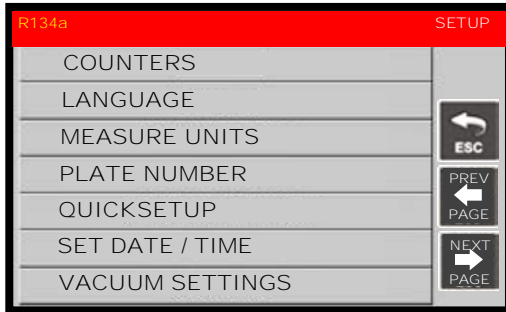 R134a SETUP
COUNTERS
LANGUAGE
MEASURE UNITS
PLATE NUMBER
QUICKSETUP
SET DATE / TIME
VACUUM SETTINGS
ESC
PREV
PAGE
NEXT
PAGE